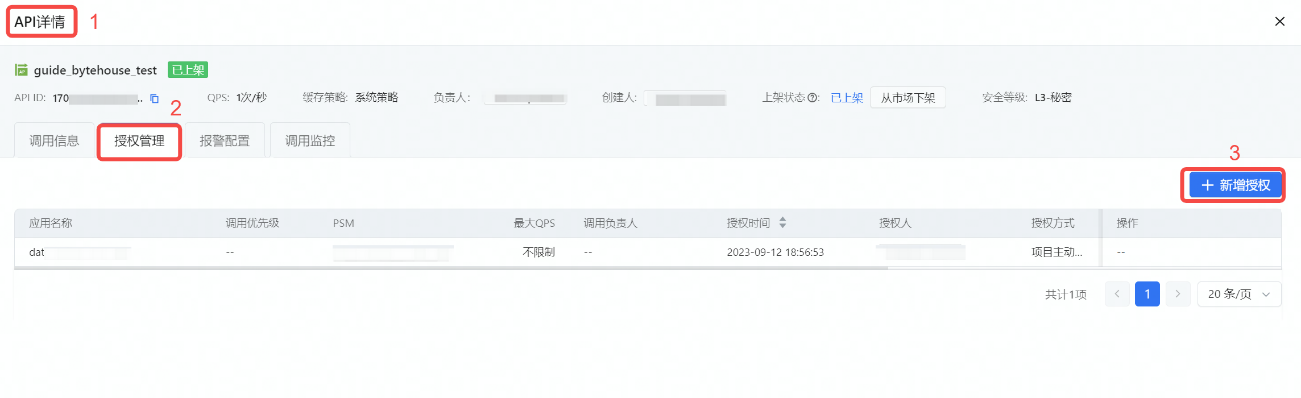 API详情 1
guide_bytehouse_test 已上架
API ID: 170 .. QPS: 1次/秒 缓存策略: 系统策略 负责人: 创建人: 上架状态 ?: 已上架 从市场下架 安全等级: L3-秘密
2
调用信息 授权管理 报警配置 调用监控
3
+ 新增授权
应用名称 调用优先级 PSM 最大QPS 调用负责人 授权时间 授权人 授权方式 操作
dat -- 不限制 -- 2023-09-12 18:56:53 项目主动... --
共计1项 < 1 > 20 条/页